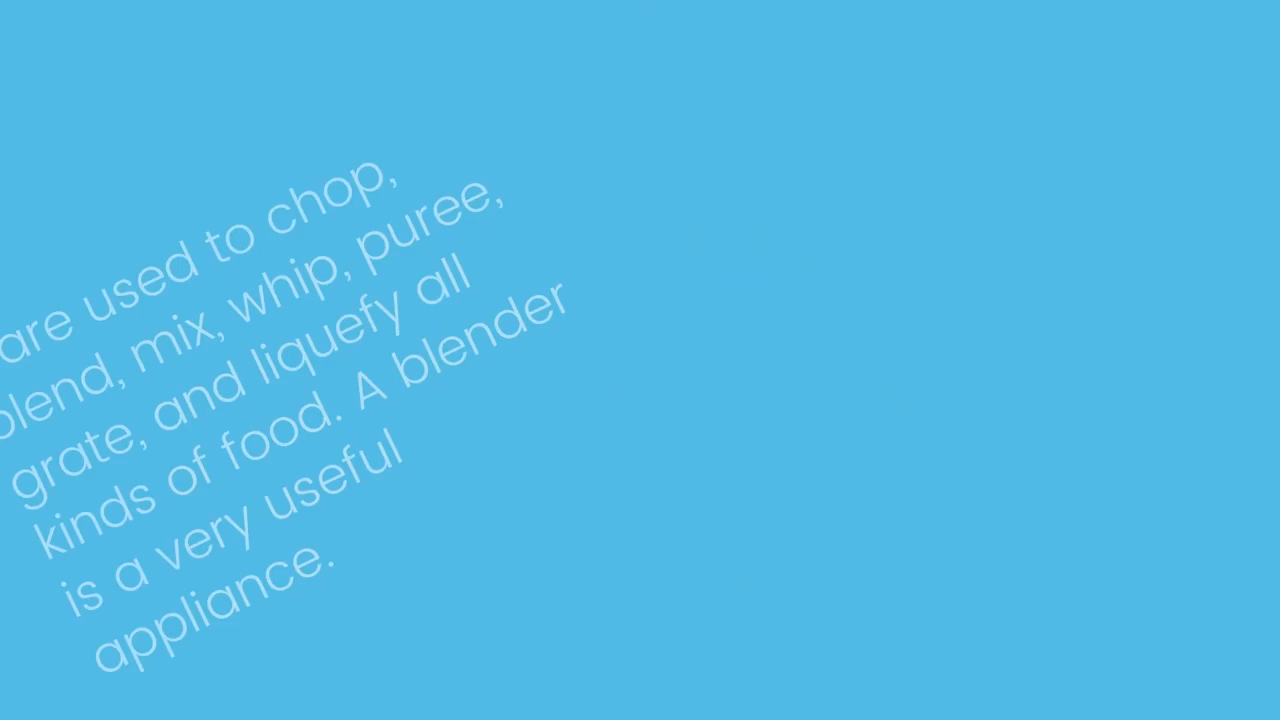 are used to chop,
blend, mix, whip, puree,
grate, and liquefy all
kinds of food. A blender
is a very useful
appliance.